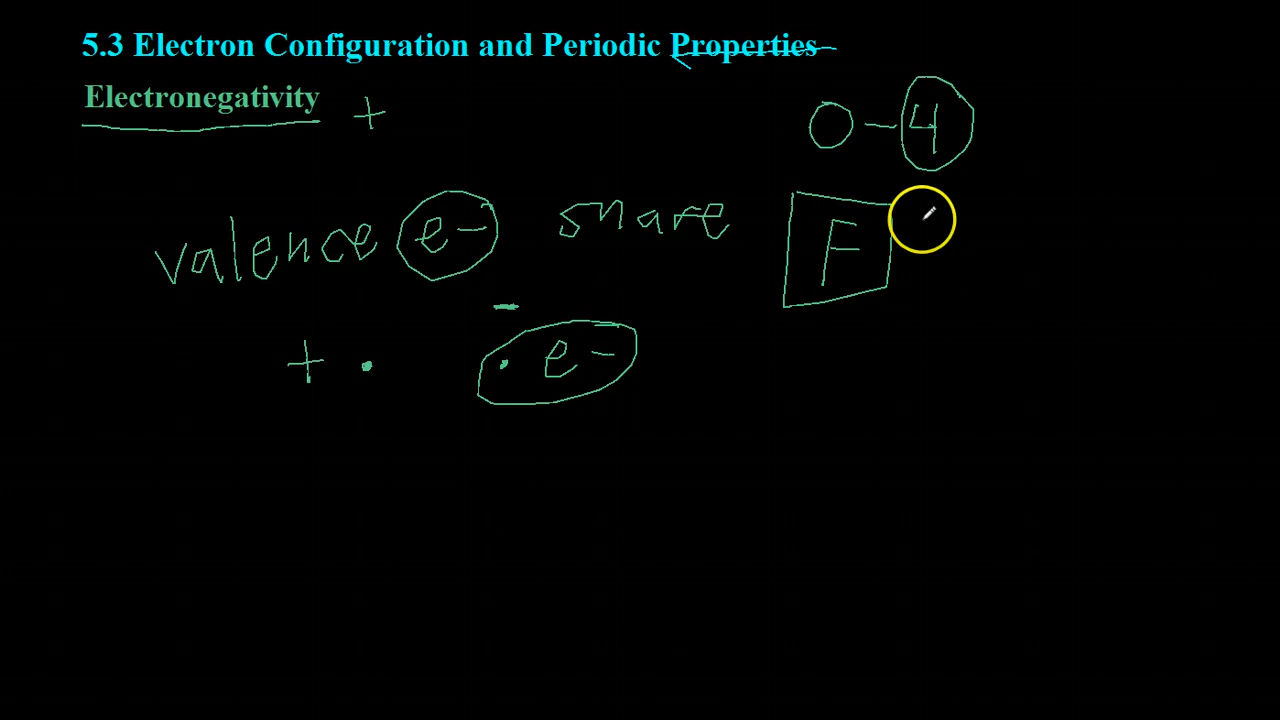 5.3 Electron Configuration and Periodic Properties
Electronegativity +
0 - 4
valence e- share F
-
+ . . e-